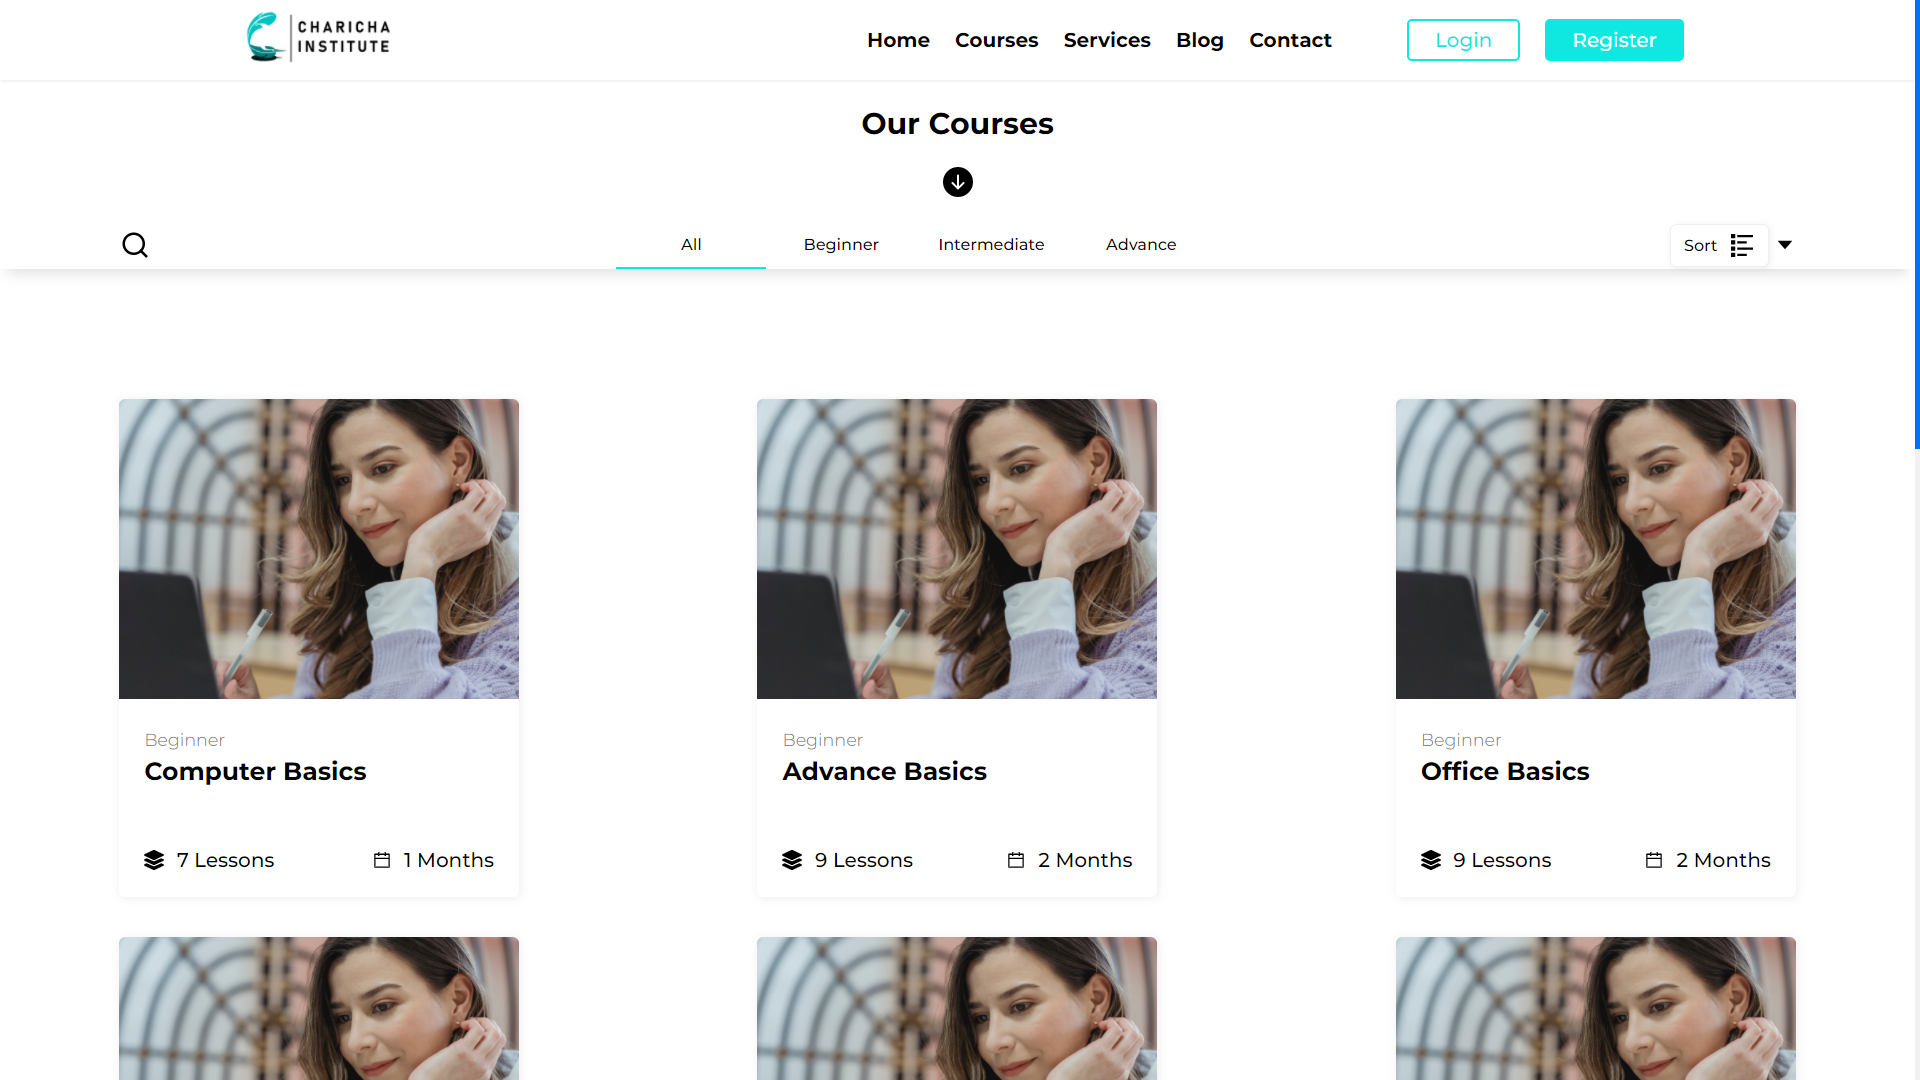 CHARICHA
INSTITUTE
Home Courses Services Blog Contact Login Register
Our Courses
All Beginner Intermediate Advance Sort
Beginner
Computer Basics
7 Lessons 1 Months
Beginner
Advance Basics
9 Lessons 2 Months
Beginner
Office Basics
9 Lessons 2 Months